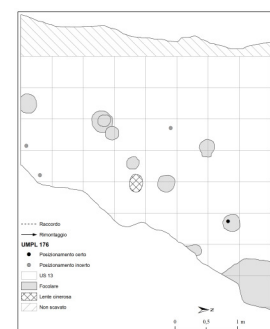 Raccordo
Rimontaggio
UMPL 176
Posizionamento certo
Posizionamento incerto
US 13
Focolare
Lente cinerosa
Non scavato
N
0 0,5 1 m